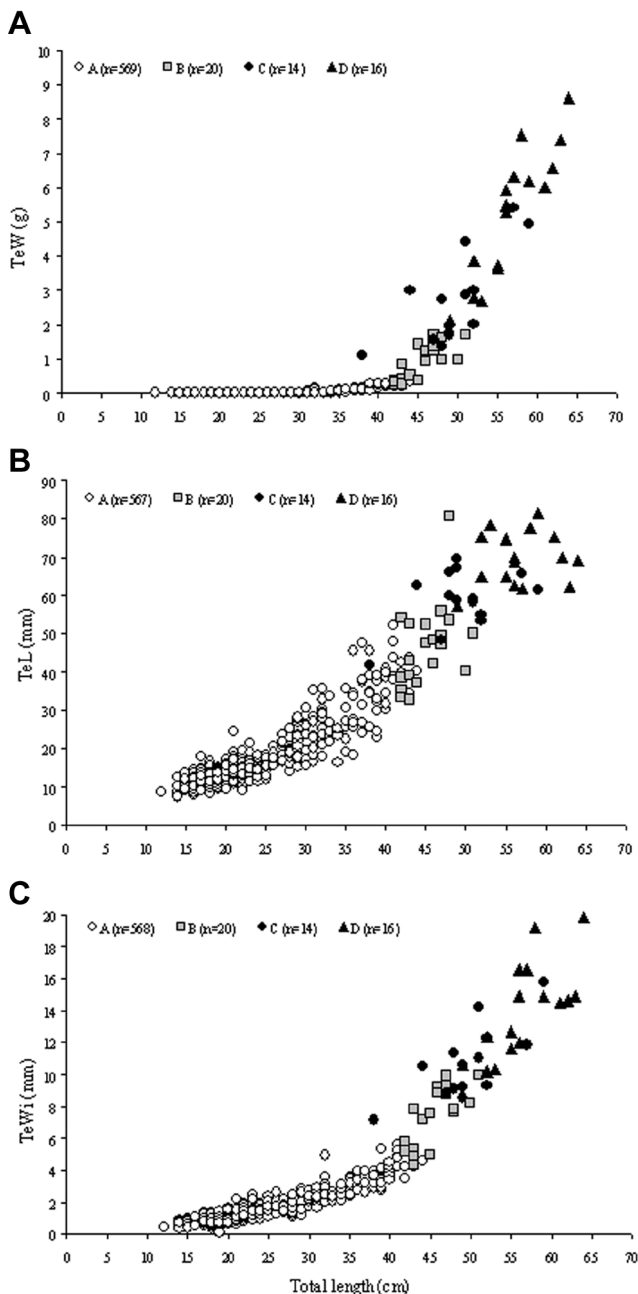 A
10
9
8
7
6
5
4
3
2
1
0
TeW (g)
A (n=569) B (n=20) C (n=14) D (n=16)
0 5 10 15 20 25 30 35 40 45 50 55 60 65 70
B
90
80
70
60
50
40
30
20
10
0
TeL (mm)
A (n=567) B (n=20) C (n=14) D (n=16)
0 5 10 15 20 25 30 35 40 45 50 55 60 65 70
C
20
18
16
14
12
10
8
6
4
2
0
TeWi (mm)
A (n=568) B (n=20) C (n=14) D (n=16)
0 5 10 15 20 25 30 35 40 45 50 55 60 65 70
Total length (cm)